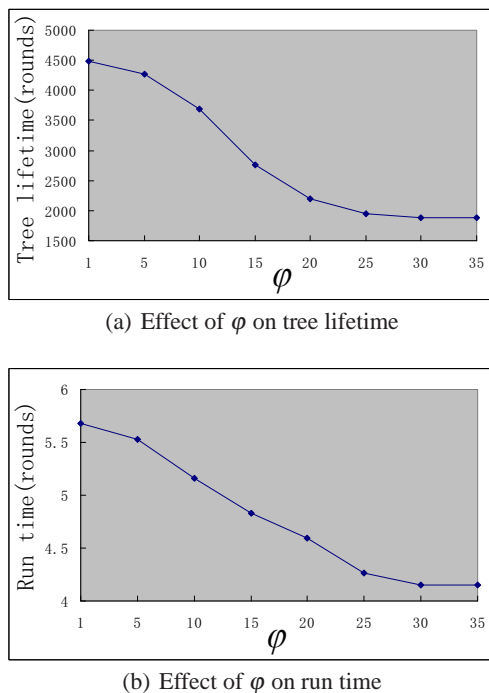 5000
4500
4000
3500
3000
2500
2000
1500
Tree lifetime(rounds)
1 5 10 15 20 25 30 35
φ
(a) Effect of φ on tree lifetime
6
5.5
5
4.5
4
Run time(rounds)
1 5 10 15 20 25 30 35
φ
(b) Effect of φ on run time